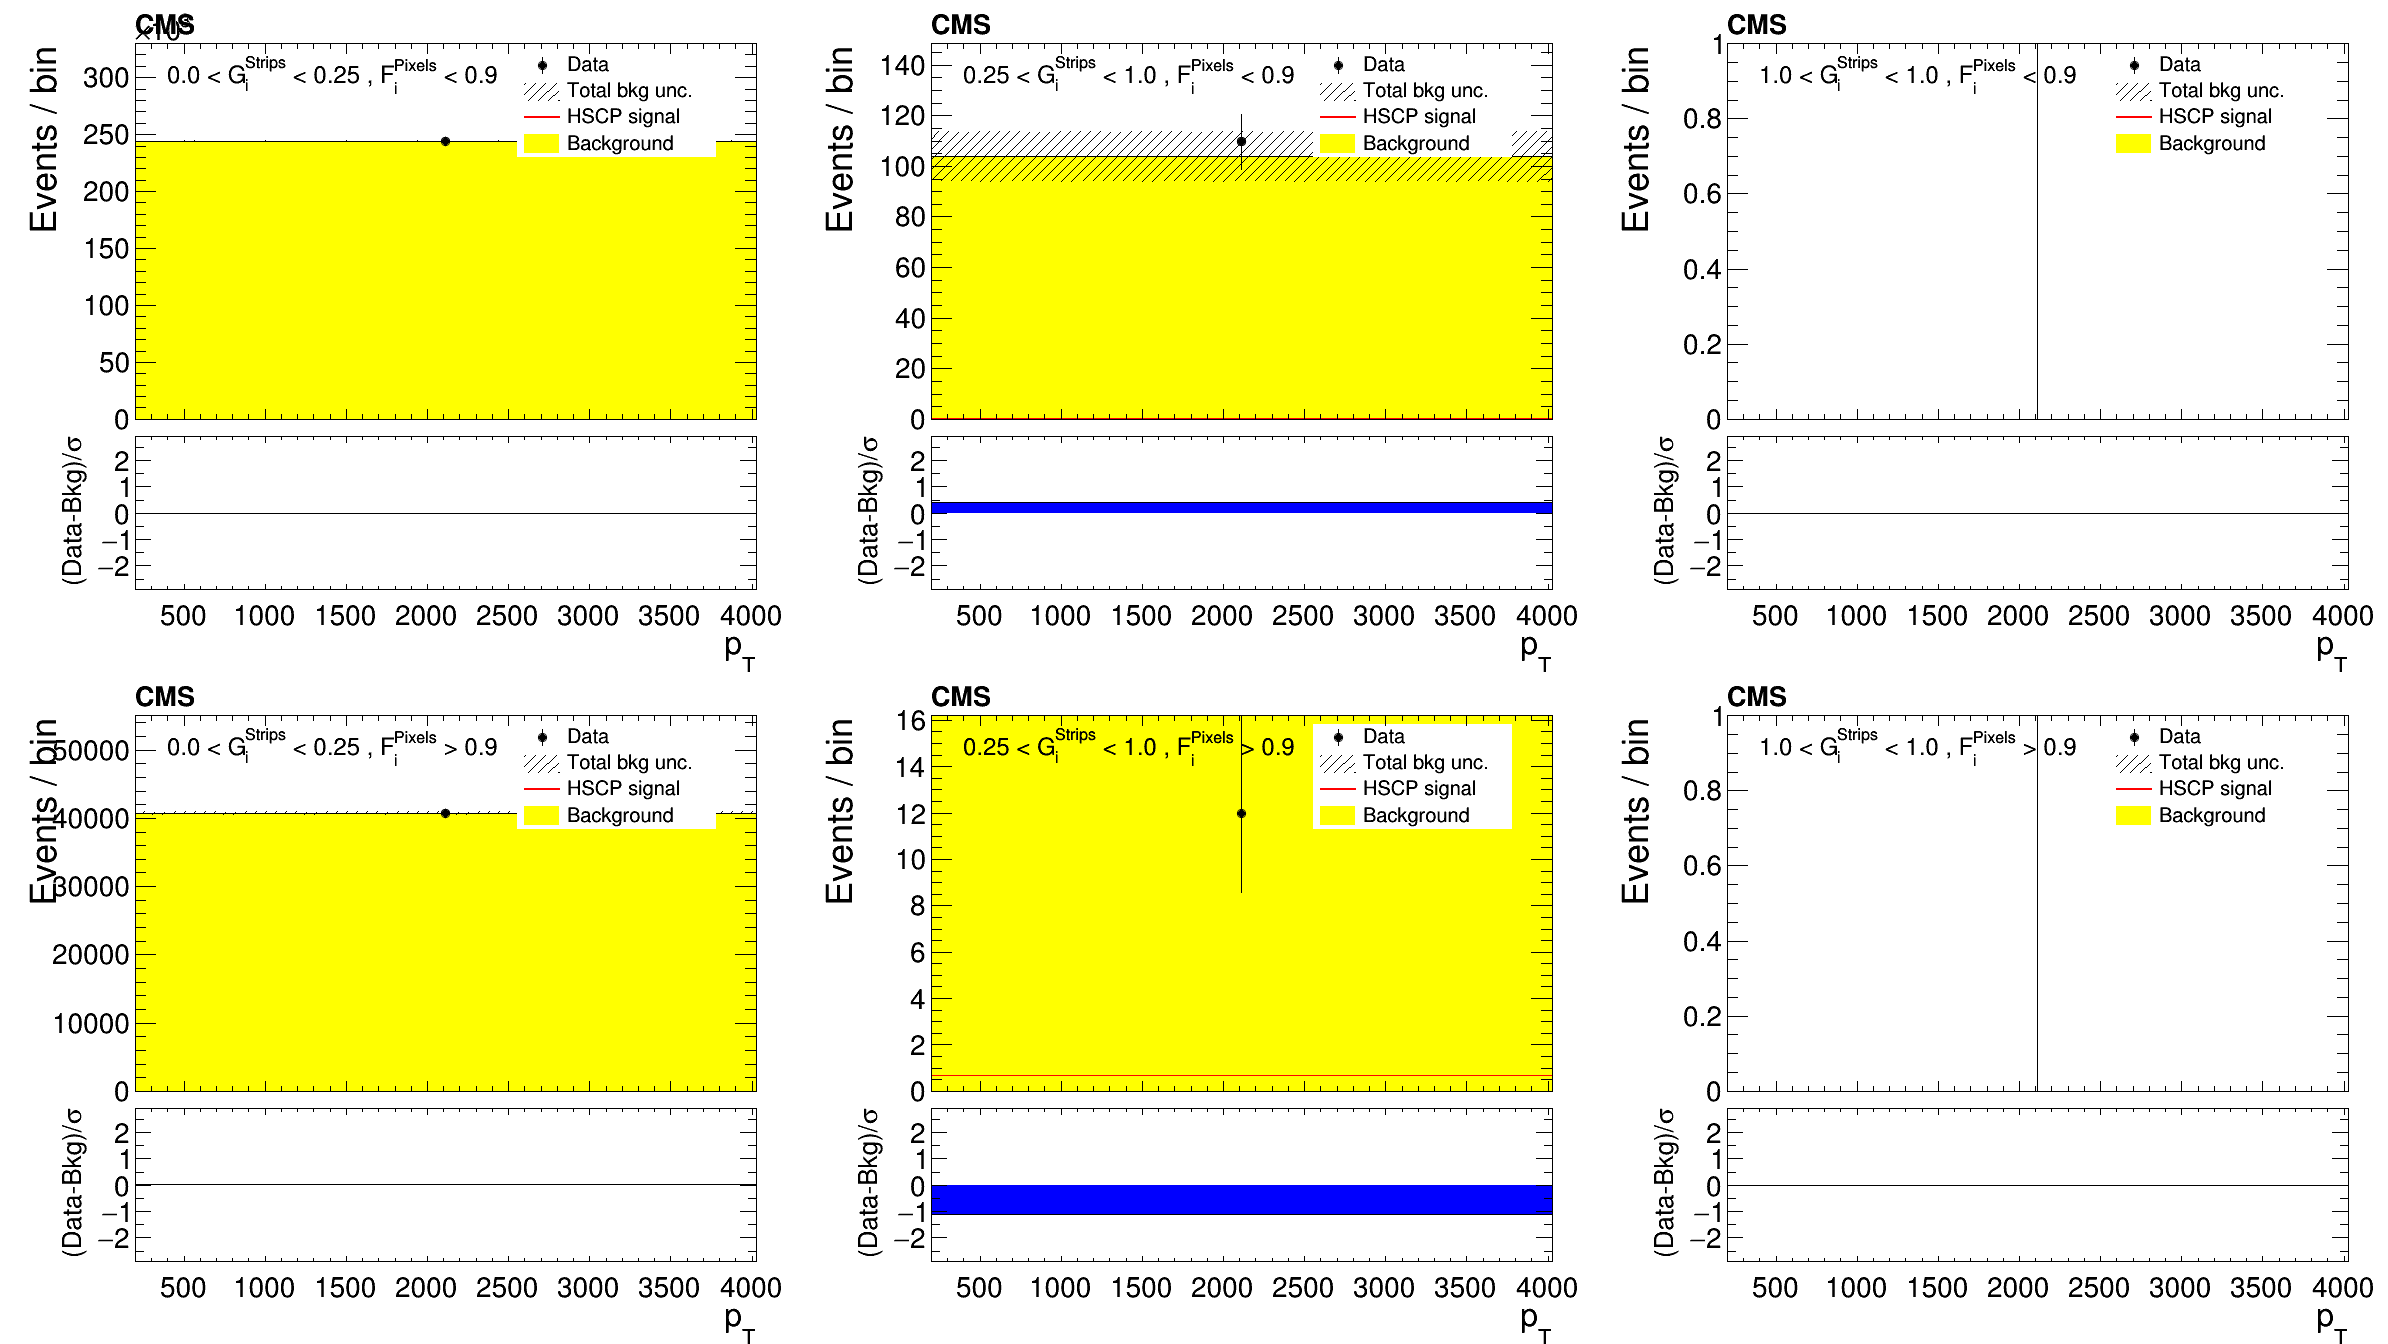 CMS
×10³
Events / bin
0.0 < G_i^Strips < 0.25 , F_i^Pixels < 0.9
Data
Total bkg unc.
HSCP signal
Background
300
250
200
150
100
50
0
(Data-Bkg)/σ
2
1
0
−1
−2
500 1000 1500 2000 2500 3000 3500 4000
p_T
CMS
Events / bin
0.25 < G_i^Strips < 1.0 , F_i^Pixels < 0.9
Data
Total bkg unc.
HSCP signal
Background
140
120
100
80
60
40
20
0
(Data-Bkg)/σ
2
1
0
−1
−2
500 1000 1500 2000 2500 3000 3500 4000
p_T
CMS
Events / bin
1.0 < G_i^Strips < 1.0 , F_i^Pixels < 0.9
Data
Total bkg unc.
HSCP signal
Background
1
0.8
0.6
0.4
0.2
0
(Data-Bkg)/σ
2
1
0
−1
−2
500 1000 1500 2000 2500 3000 3500 4000
p_T
CMS
Events / bin
0.0 < G_i^Strips < 0.25 , F_i^Pixels > 0.9
Data
Total bkg unc.
HSCP signal
Background
50000
40000
30000
20000
10000
0
(Data-Bkg)/σ
2
1
0
−1
−2
500 1000 1500 2000 2500 3000 3500 4000
p_T
CMS
Events / bin
0.25 < G_i^Strips < 1.0 , F_i^Pixels > 0.9
Data
Total bkg unc.
HSCP signal
Background
16
14
12
10
8
6
4
2
0
(Data-Bkg)/σ
2
1
0
−1
−2
500 1000 1500 2000 2500 3000 3500 4000
p_T
CMS
Events / bin
1.0 < G_i^Strips < 1.0 , F_i^Pixels > 0.9
Data
Total bkg unc.
HSCP signal
Background
1
0.8
0.6
0.4
0.2
0
(Data-Bkg)/σ
2
1
0
−1
−2
500 1000 1500 2000 2500 3000 3500 4000
p_T